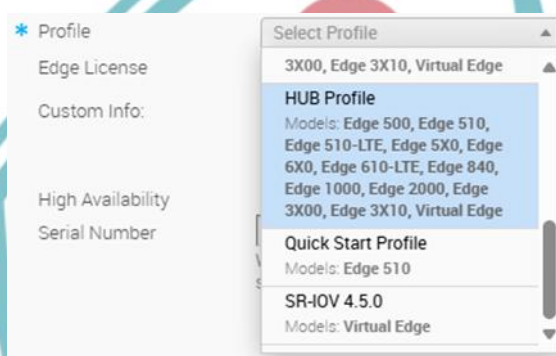 * Profile
Select Profile
Edge License
3X00, Edge 3X10, Virtual Edge
Custom Info:
HUB Profile
Models: Edge 500, Edge 510,
Edge 510-LTE, Edge 5X0, Edge
6X0, Edge 610-LTE, Edge 840,
Edge 1000, Edge 2000, Edge
3X00, Edge 3X10, Virtual Edge
High Availability
Serial Number
Quick Start Profile
Models: Edge 510
SR-IOV 4.5.0
Models: Virtual Edge